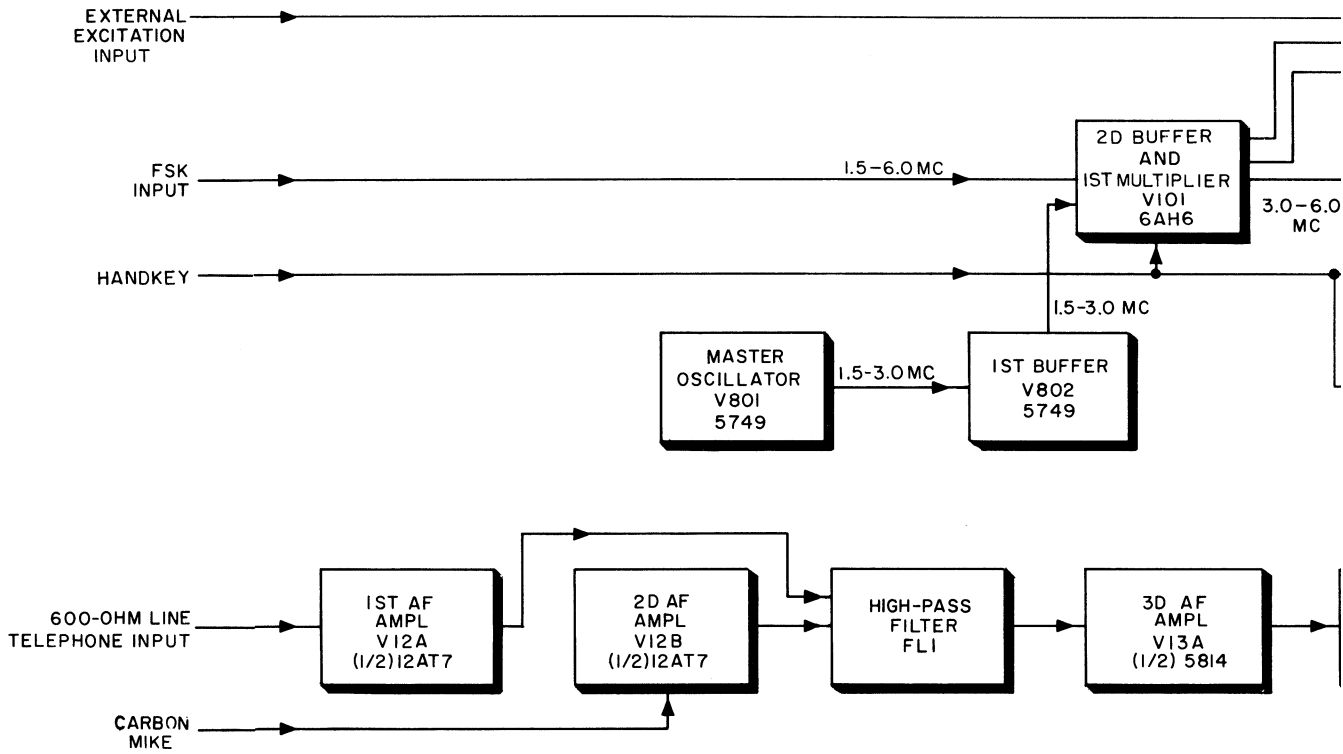 EXTERNAL
EXCITATION
INPUT
FSK
INPUT
1.5-6.0 MC
2D BUFFER
AND
1ST MULTIPLIER
V101
6AH6
3.0-6.0
MC
HANDKEY
1.5-3.0 MC
MASTER
OSCILLATOR
V801
5749
1.5-3.0 MC
1ST BUFFER
V802
5749
600-OHM LINE
TELEPHONE INPUT
1ST AF
AMPL
V12A
(1/2)12AT7
2D AF
AMPL
V12B
(1/2)12AT7
HIGH-PASS
FILTER
FL1
3D AF
AMPL
V13A
(1/2) 5814
CARBON
MIKE